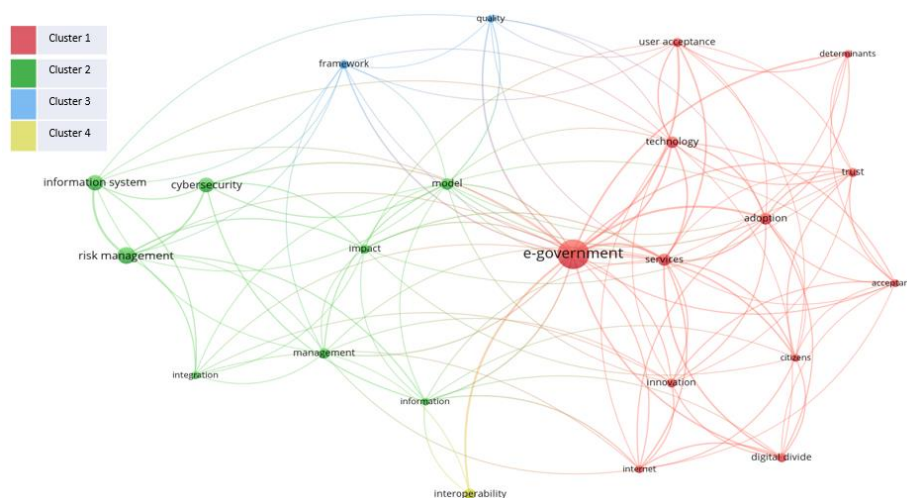 Cluster 1
Cluster 2
Cluster 3
Cluster 4
quality
user acceptance
determinants
framework
technology
trust
information system
cybersecurity
model
adoption
impact
e-government
services
risk management
acceptan
management
citizens
integration
innovation
information
digital divide
internet
interoperability